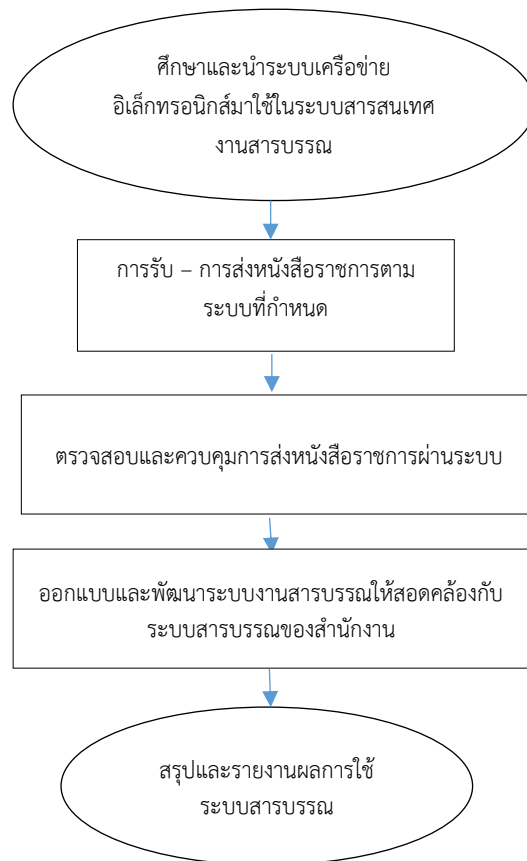 ศึกษาและนำระบบเครือข่าย
อิเล็กทรอนิกส์มาใช้ในระบบสารสนเทศ
งานสารบรรณ
การรับ – การส่งหนังสือราชการตาม
ระบบที่กำหนด
ตรวจสอบและควบคุมการส่งหนังสือราชการผ่านระบบ
ออกแบบและพัฒนาระบบงานสารบรรณให้สอดคล้องกับ
ระบบสารบรรณของสำนักงาน
สรุปและรายงานผลการใช้
ระบบสารบรรณ